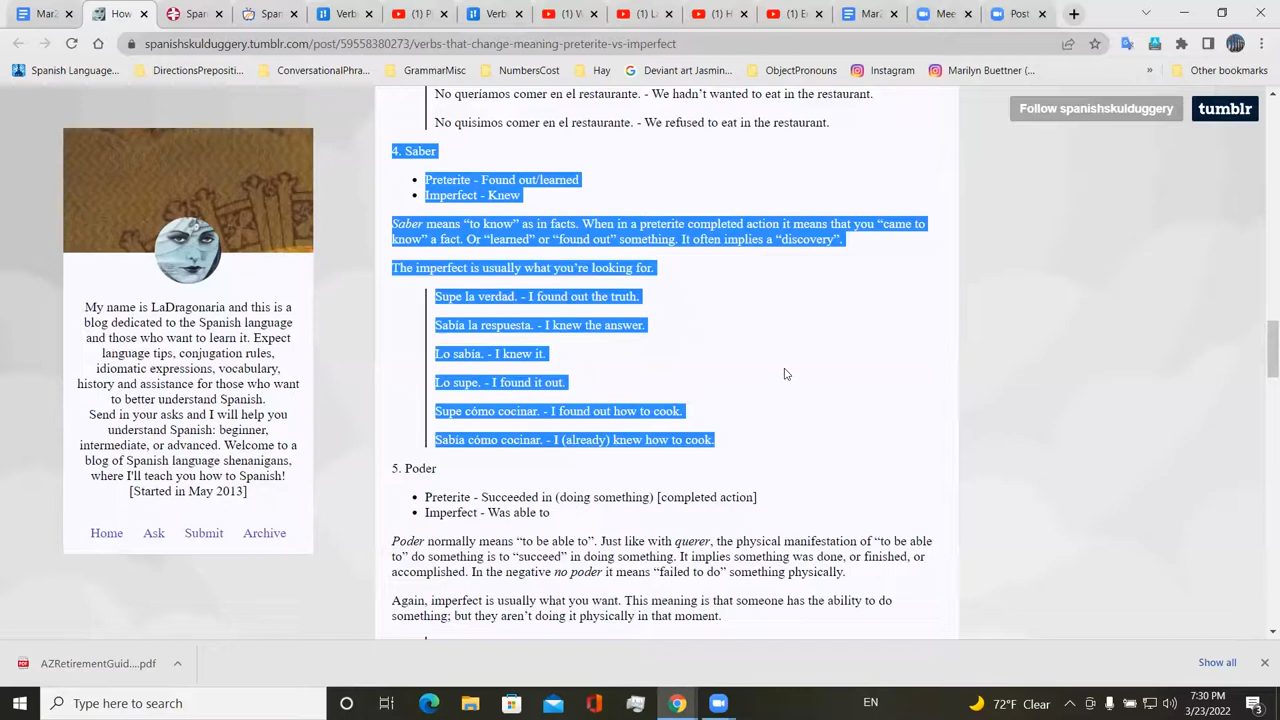 Mar2
How
Span
Span
Verb
(1) P
Verb
(1) V
(1) L
(1) H
(1) E
Mar2
Mee
Post
spanishskulduggery.tumblr.com/post/59558380273/verbs-that-change-meaning-preterite-vs-imperfect
Spanish Language...
DirectionsPrepositi...
ConversationalPhra...
GrammarMisc
NumbersCost
Hay
Deviant art Jasmin...
ObjectPronouns
Instagram
Marilyn Buettner (...
»
Other bookmarks
Follow spanishskulduggery
tumblr
My name is LaDragonaria and this is a
blog dedicated to the Spanish language
and those who want to learn it. Expect
language tips, conjugation rules,
idiomatic expressions, vocabulary,
history and assistance for those who want
to better understand Spanish.
Send in your asks and I will help you
understand Spanish: beginner,
intermediate, or advanced. Welcome to a
blog of Spanish language shenanigans,
where I'll teach you how to Spanish!
[Started in May 2013]
Home Ask Submit Archive
No queríamos comer en el restaurante. - We hadn’t wanted to eat in the restaurant.
No quisimos comer en el restaurante. - We refused to eat in the restaurant.
4. Saber
• Preterite - Found out/learned
• Imperfect - Knew
Saber means “to know” as in facts. When in a preterite completed action it means that you “came to
know” a fact. Or “learned” or “found out” something. It often implies a “discovery”.
The imperfect is usually what you’re looking for.
Supe la verdad. - I found out the truth.
Sabía la respuesta. - I knew the answer.
Lo sabía. - I knew it.
Lo supe. - I found it out.
Supe cómo cocinar. - I found out how to cook.
Sabía cómo cocinar. - I (already) knew how to cook.
5. Poder
• Preterite - Succeeded in (doing something) [completed action]
• Imperfect - Was able to
Poder normally means “to be able to”. Just like with querer, the physical manifestation of “to be able
to” do something is to “succeed” in doing something. It implies something was done, or finished, or
accomplished. In the negative no poder it means “failed to do” something physically.
Again, imperfect is usually what you want. This meaning is that someone has the ability to do
something; but they aren’t doing it physically in that moment.
AZRetirementGuid....pdf
Show all
Type here to search
EN
72°F Clear
7:30 PM
3/23/2022
3